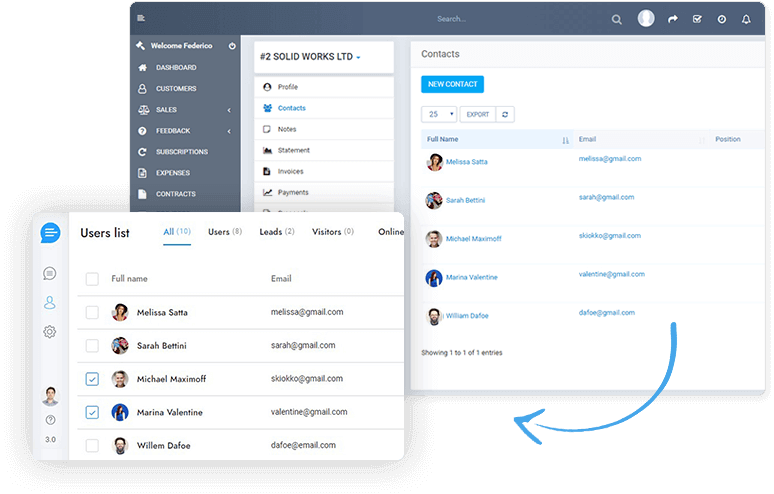 Search...
Welcome Federico
DASHBOARD
CUSTOMERS
SALES
FEEDBACK
SUBSCRIPTIONS
EXPENSES
CONTRACTS
#2 SOLID WORKS LTD
Profile
Contacts
Notes
Statement
Invoices
Payments
Contacts
NEW CONTACT
25 EXPORT
Full Name Email Position
Melissa Satta melissa@gmail.com
Sarah Bettini sarah@gmail.com
Michael Maximoff skiokko@gmail.com
Marina Valentine valentine@gmail.com
William Dafoe dafoe@gmail.com
Showing 1 to 1 of 1 entries
Users list All (10) Users (8) Leads (2) Visitors (0) Online
Full name Email
Melissa Satta melissa@gmail.com
Sarah Bettini sarah@gmail.com
Michael Maximoff skiokko@gmail.com
Marina Valentine valentine@gmail.com
Willem Dafoe dafoe@email.com
3.0